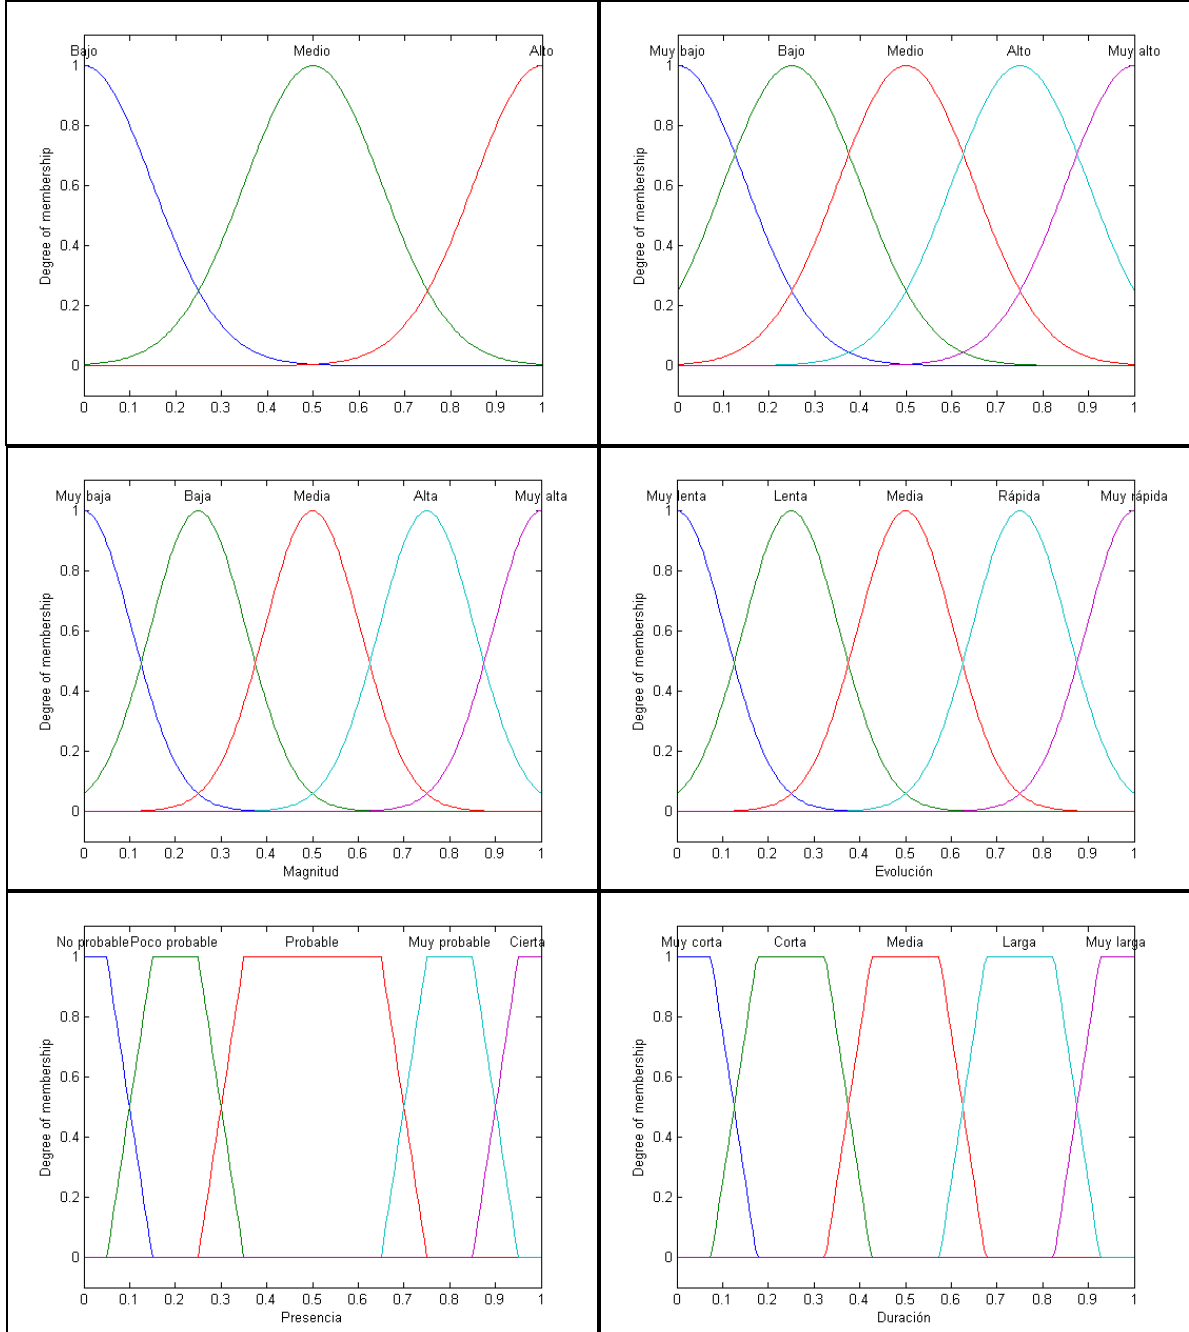 Bajo Medio Alto
1
0.8
0.6
0.4
0.2
0
Degree of membership
0 0.1 0.2 0.3 0.4 0.5 0.6 0.7 0.8 0.9 1
Muy bajo Bajo Medio Alto Muy alto
1
0.8
0.6
0.4
0.2
0
Degree of membership
0 0.1 0.2 0.3 0.4 0.5 0.6 0.7 0.8 0.9 1
Muy baja Baja Media Alta Muy alta
1
0.8
0.6
0.4
0.2
0
Degree of membership
0 0.1 0.2 0.3 0.4 0.5 0.6 0.7 0.8 0.9 1
Magnitud
Muy lenta Lenta Media Rápida Muy rápida
1
0.8
0.6
0.4
0.2
0
Degree of membership
0 0.1 0.2 0.3 0.4 0.5 0.6 0.7 0.8 0.9 1
Evolución
No probable Poco probable Probable Muy probable Cierta
1
0.8
0.6
0.4
0.2
0
Degree of membership
0 0.1 0.2 0.3 0.4 0.5 0.6 0.7 0.8 0.9 1
Presencia
Muy corta Corta Media Larga Muy larga
1
0.8
0.6
0.4
0.2
0
Degree of membership
0 0.1 0.2 0.3 0.4 0.5 0.6 0.7 0.8 0.9 1
Duración